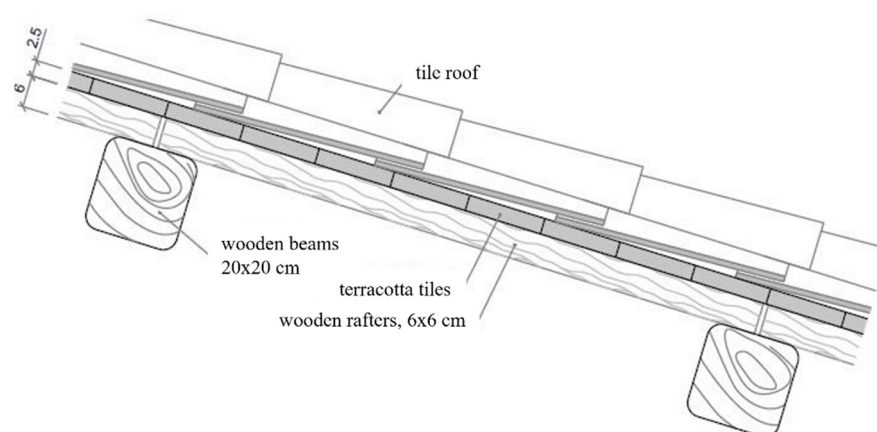 2.5
6
tile roof
wooden beams
20x20 cm
terracotta tiles
wooden rafters, 6x6 cm